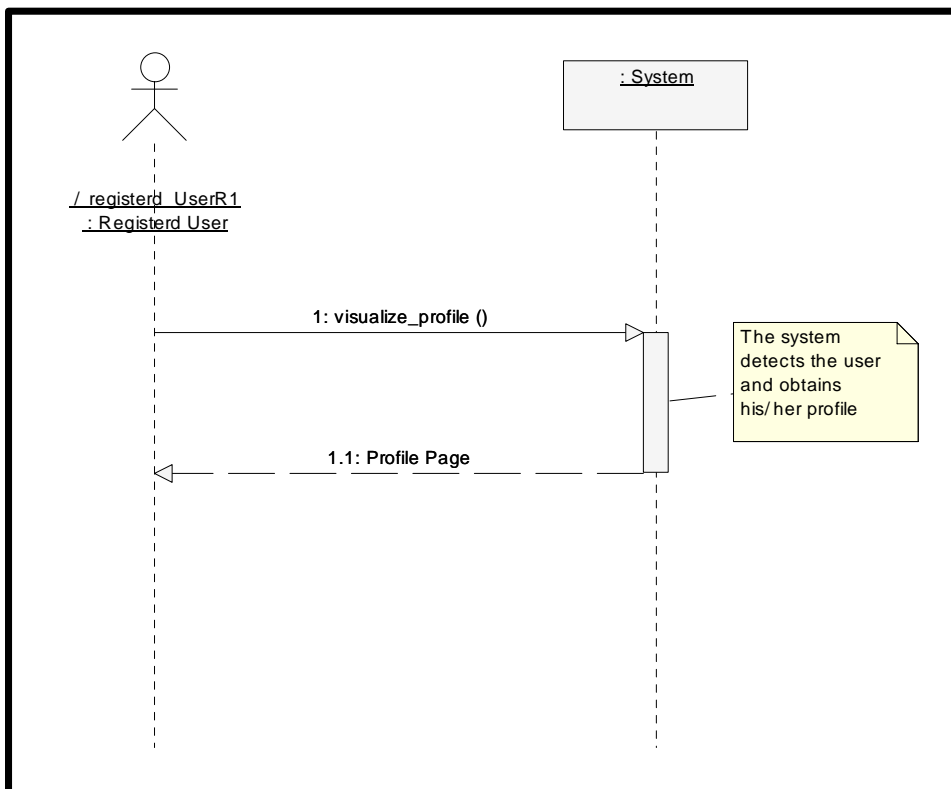 : System
/ registerd_UserR1
: Registerd User
1: visualize_profile ()
The system
detects the user
and obtains
his/her profile
1.1: Profile Page